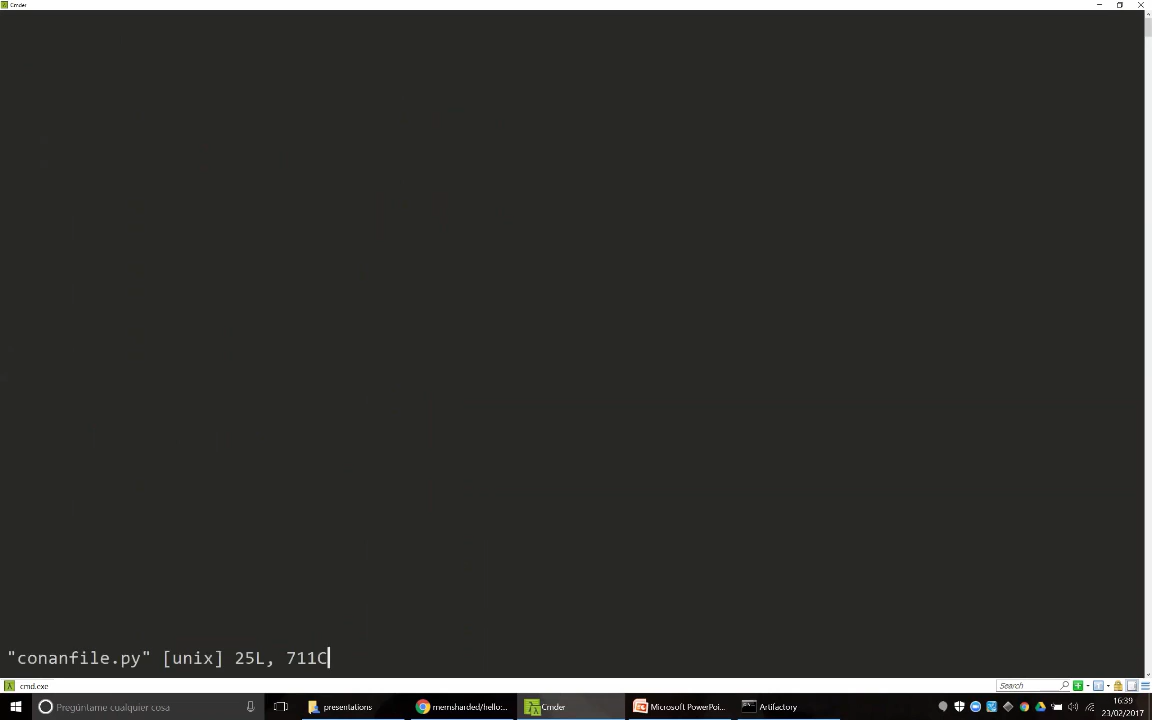 Cmder
"conanfile.py" [unix] 25L, 711C
cmd.exe
Search
Pregúntame cualquier cosa
presentations
memsharded/hello:...
Cmder
Microsoft PowerPoi...
Artifactory
16:39
23/02/2017